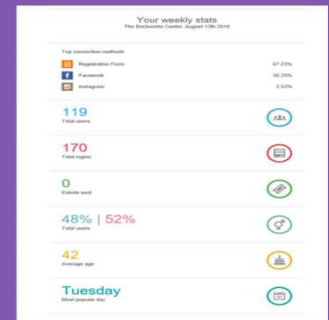 Your weekly stats
The Brickworks Centre August 13th 2019
Top connection methods
Registration Form 67.23%
Facebook 30.25%
Instagram 2.52%
119
Total users
170
Total logins
0
Emails sent
48% | 52%
Total users
42
Average age
Tuesday
Most popular day